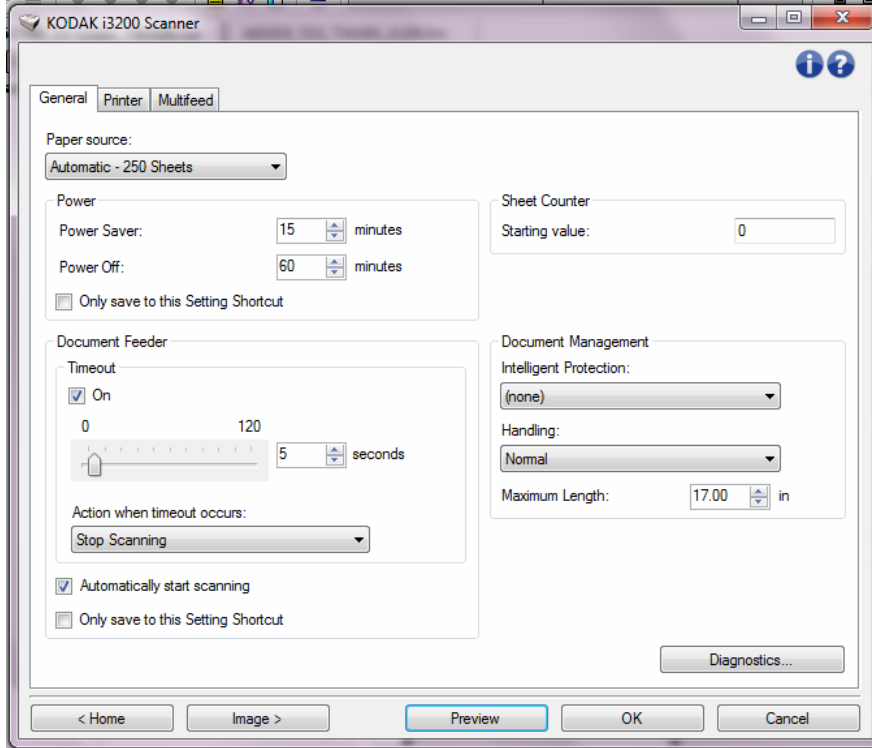 KODAK i3200 Scanner
General Printer Multifeed
Paper source:
Automatic - 250 Sheets
Power
Power Saver: 15 minutes
Power Off: 60 minutes
Only save to this Setting Shortcut
Sheet Counter
Starting value: 0
Document Feeder
Timeout
On
0 120
5 seconds
Action when timeout occurs:
Stop Scanning
Automatically start scanning
Only save to this Setting Shortcut
Document Management
Intelligent Protection:
(none)
Handling:
Normal
Maximum Length: 17.00 in
Diagnostics...
< Home Image > Preview OK Cancel